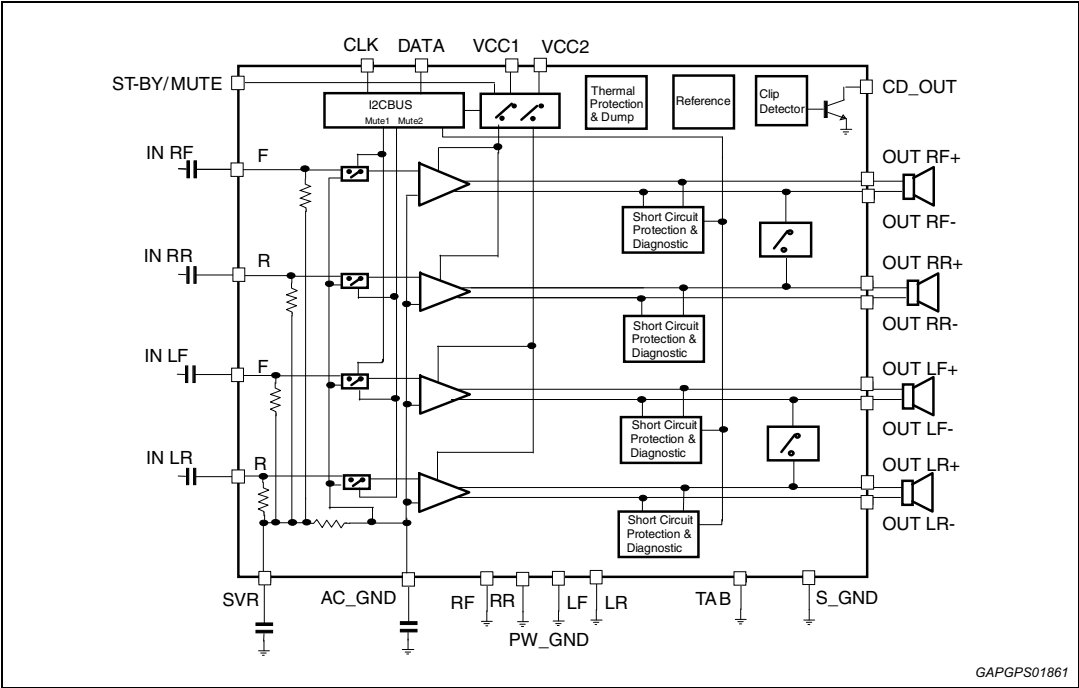 CLK DATA VCC1 VCC2
ST-BY/MUTE
I2CBUS
Mute1 Mute2
Thermal
Protection
& Dump
Reference
Clip
Detector
CD_OUT
IN RF
F
OUT RF+
Short Circuit
Protection &
Diagnostic
OUT RF-
IN RR
R
OUT RR+
Short Circuit
Protection &
Diagnostic
OUT RR-
IN LF
F
OUT LF+
Short Circuit
Protection &
Diagnostic
OUT LF-
IN LR
R
OUT LR+
Short Circuit
Protection &
Diagnostic
OUT LR-
SVR AC_GND RF RR LF LR TAB S_GND
PW_GND
GAPGPS01861